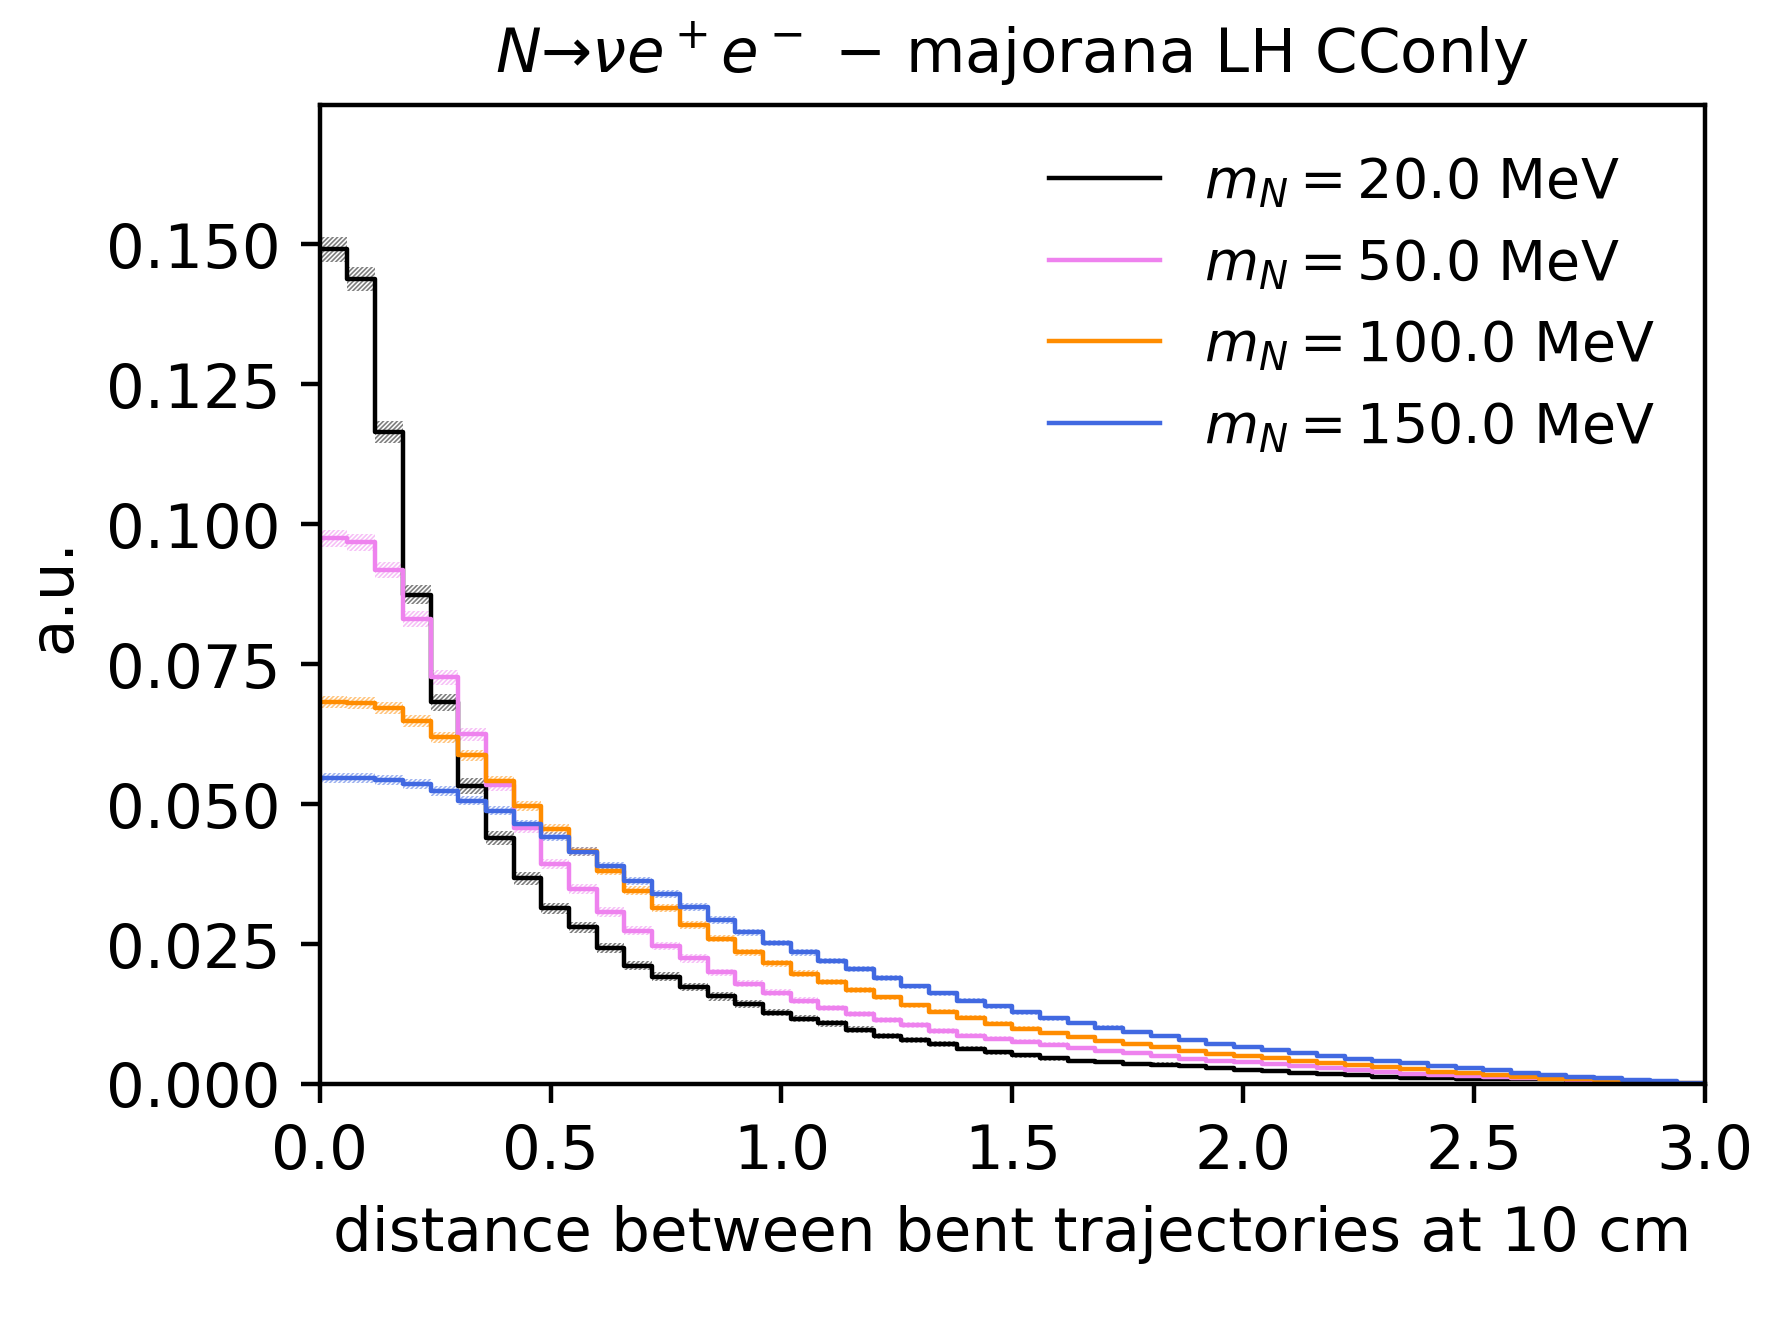 N→νe⁺e⁻ − majorana LH CConly
m_N = 20.0 MeV
m_N = 50.0 MeV
m_N = 100.0 MeV
m_N = 150.0 MeV
a.u.
0.150
0.125
0.100
0.075
0.050
0.025
0.000
0.0 0.5 1.0 1.5 2.0 2.5 3.0
distance between bent trajectories at 10 cm